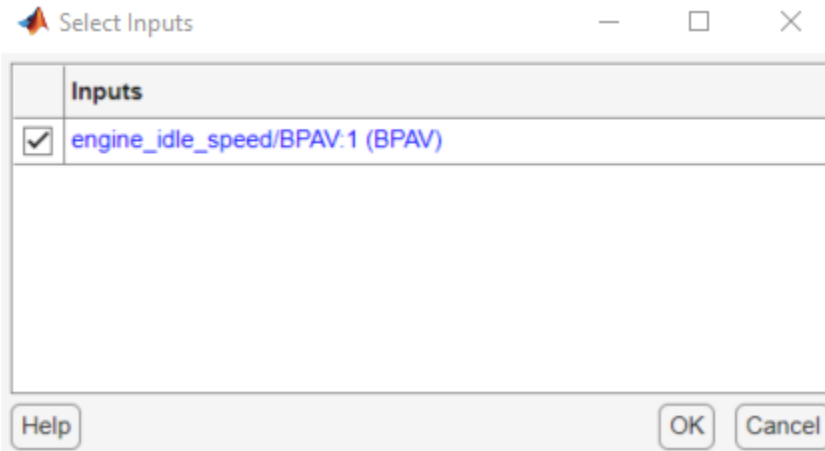 Select Inputs
Inputs
engine_idle_speed/BPAV:1 (BPAV)
Help OK Cancel